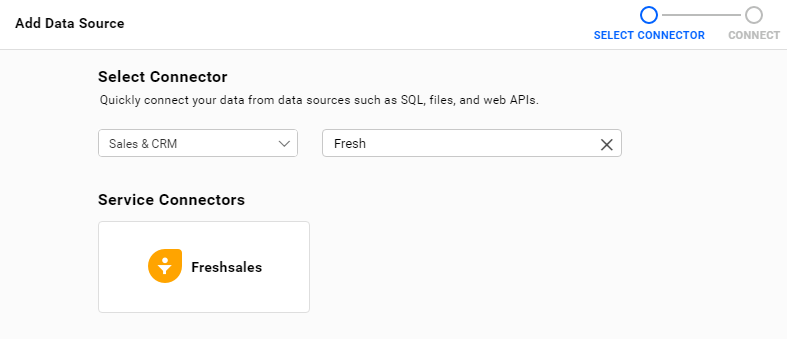 Add Data Source
SELECT CONNECTOR
CONNECT
Select Connector
Quickly connect your data from data sources such as SQL, files, and web APIs.
Sales & CRM
Fresh
Service Connectors
Freshsales